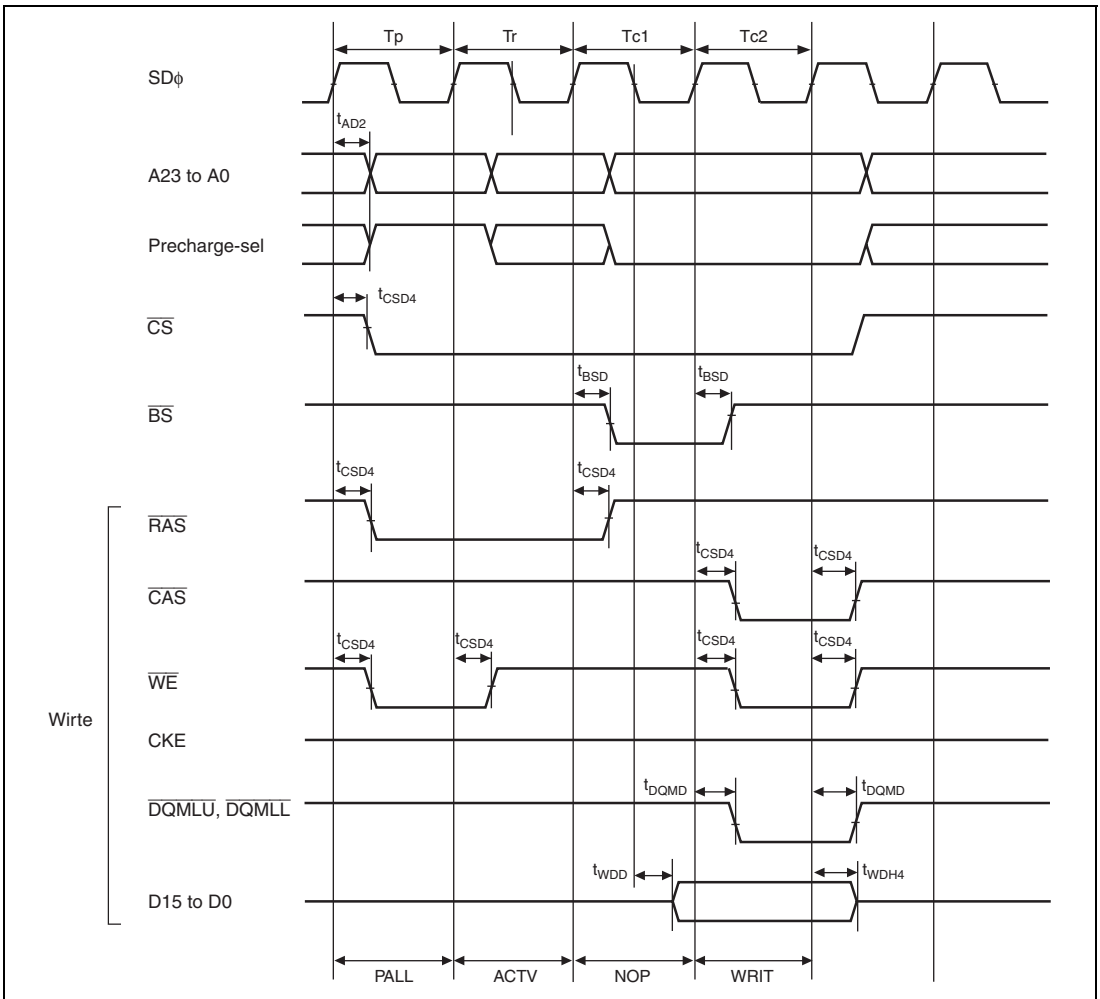 Tp Tr Tc1 Tc2
SDϕ
tAD2
A23 to A0
Precharge-sel
tCSD4
CS
tBSD tBSD
BS
tCSD4 tCSD4
RAS
tCSD4 tCSD4
CAS
tCSD4 tCSD4 tCSD4 tCSD4
WE
Wirte
CKE
tDQMD tDQMD
DQMLU, DQMLL
tWDD tWDH4
D15 to D0
PALL ACTV NOP WRIT